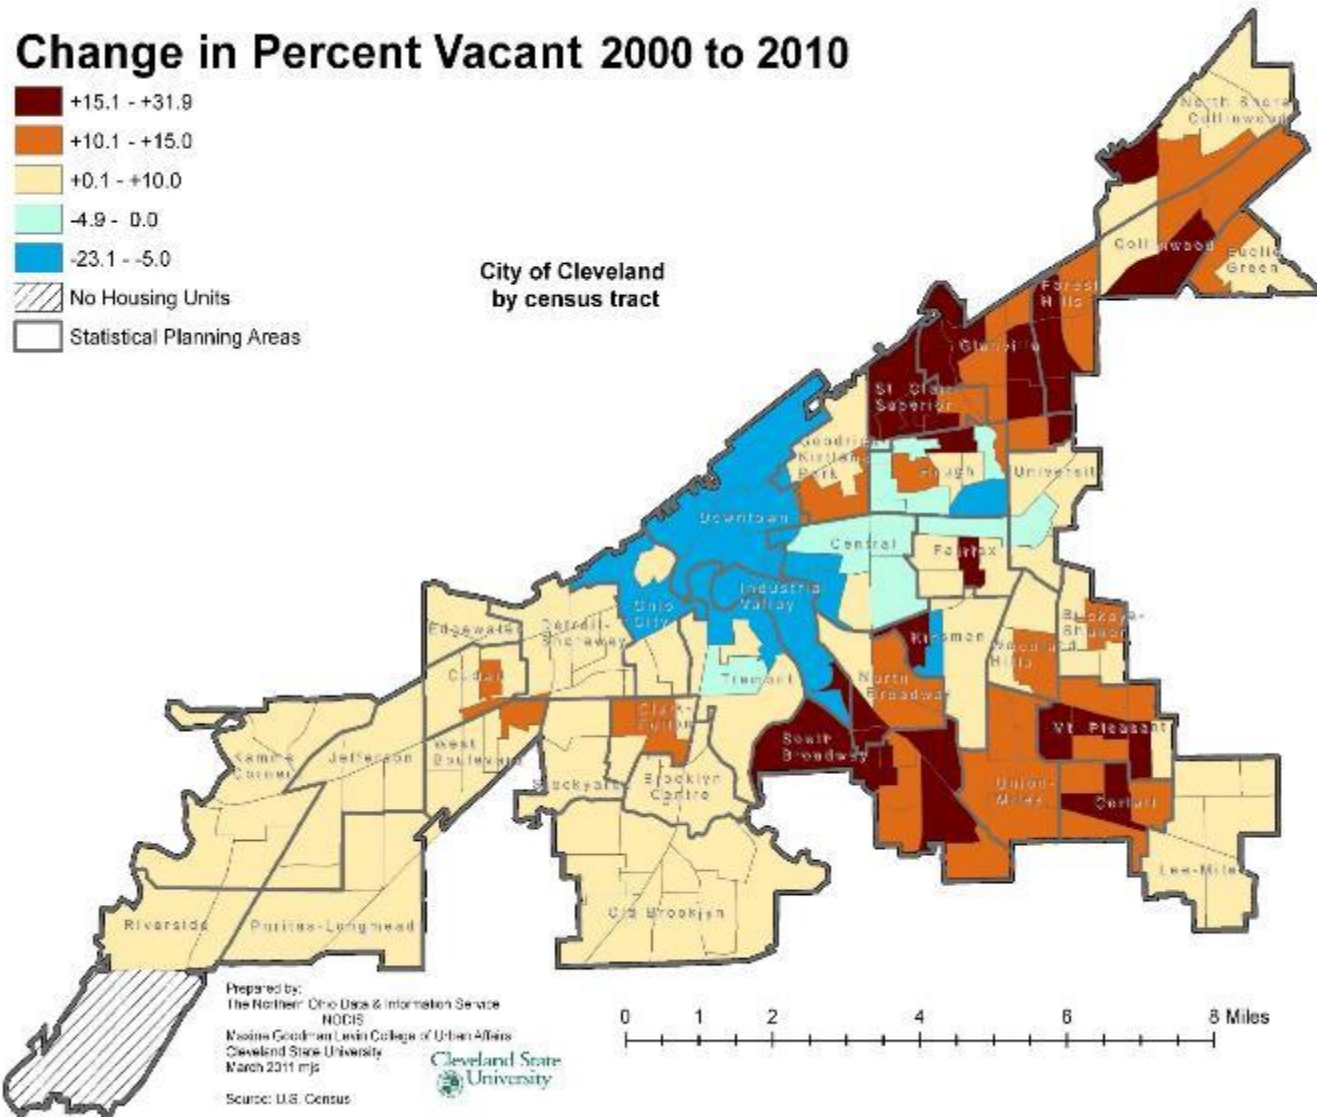 Change in Percent Vacant 2000 to 2010
+15.1 - +31.9
+10.1 - +15.0
+0.1 - +10.0
-4.9 - 0.0
-23.1 - -5.0
No Housing Units
Statistical Planning Areas
City of Cleveland
by census tract
North Shore
Collinwood
Collinwood
Euclid
Green
Forest
Hills
Glenville
St. Clair
Superior
Goodrich
Kirtland
Park
Hough
University
Downtown
Central
Fairfax
Industrial
Valley
Ohio
City
Edgewater
Detroit-
Shoreway
Buckeye-
Shaker
Kinsman
Woodland
Hills
Cudell
Tremont
North
Broadway
Clark-
Fulton
Mt. Pleasant
South
Broadway
West
Boulevard
Kamms
Corner
Jefferson
Stockyards
Brooklyn
Centre
Union-
Miles
Corlett
Lee-Miles
Old Brooklyn
Riverside
Puritas-Longmead
Prepared by:
The Northern Ohio Data & Information Service
NODIS
Maxine Goodman Levin College of Urban Affairs
Cleveland State University
March 2011 mjs
Cleveland State
University
Source: U.S. Census
0 1 2 4 6 8 Miles